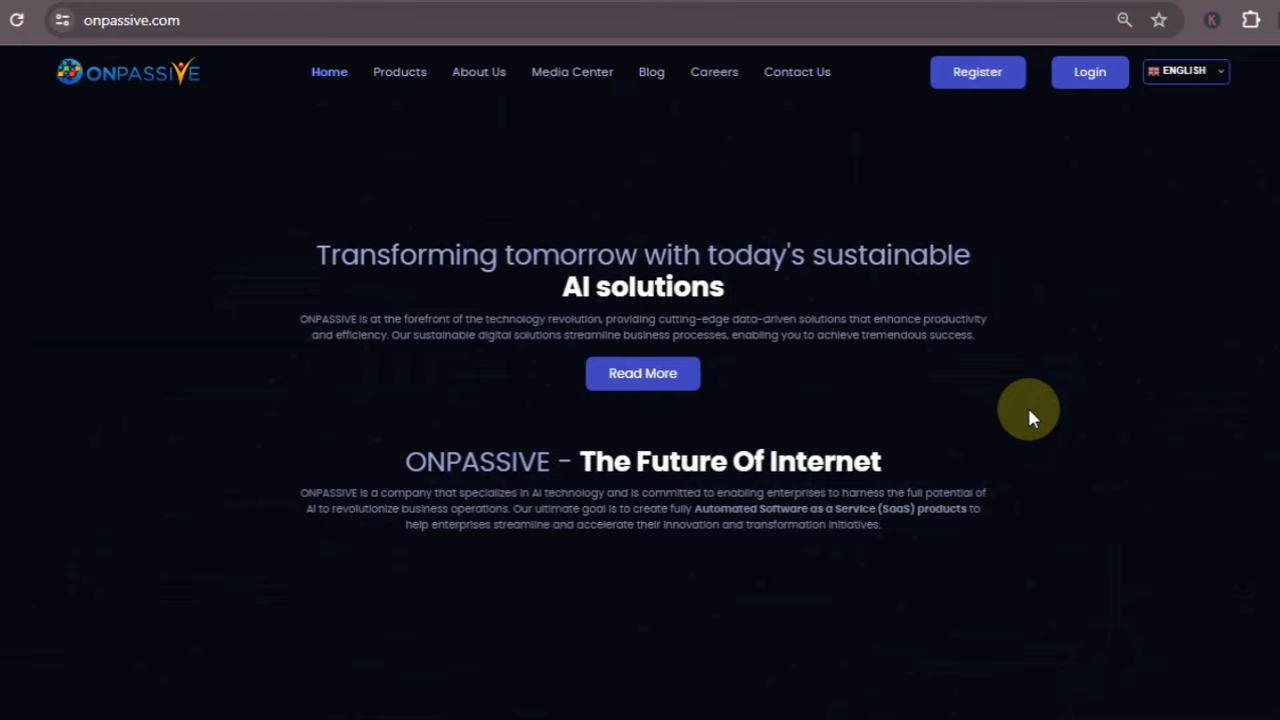 onpassive.com
K
ONPASSIVE
Home Products About Us Media Center Blog Careers Contact Us Register Login ENGLISH
Transforming tomorrow with today's sustainable
AI solutions
ONPASSIVE is at the forefront of the technology revolution, providing cutting-edge data-driven solutions that enhance productivity
and efficiency. Our sustainable digital solutions streamline business processes, enabling you to achieve tremendous success.
Read More
ONPASSIVE - The Future Of Internet
ONPASSIVE is a company that specializes in AI technology and is committed to enabling enterprises to harness the full potential of
AI to revolutionize business operations. Our ultimate goal is to create fully Automated Software as a Service (SaaS) products to
help enterprises streamline and accelerate their innovation and transformation initiatives.